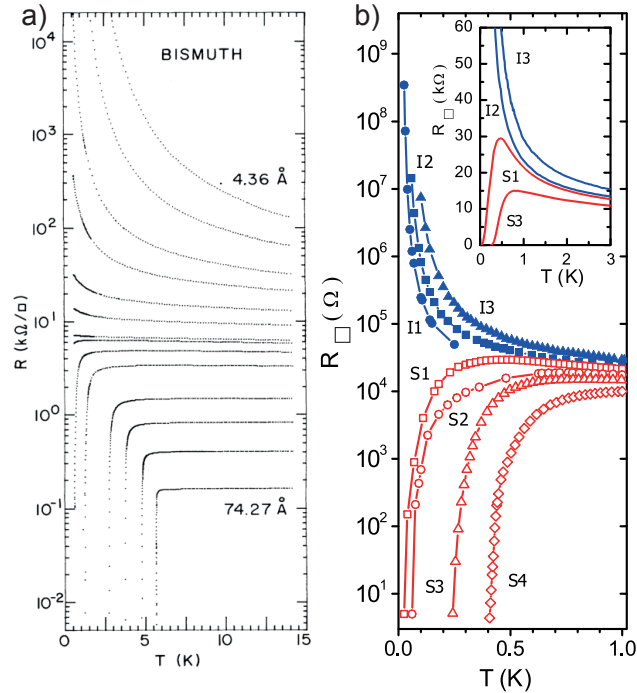 a)
BISMUTH
4.36 Å
74.27 Å
R (kΩ/□)
10⁴
10³
10²
10¹
10⁰
10⁻¹
10⁻²
0 5 10 15
T (K)
b)
R□(Ω)
10⁹
10⁸
10⁷
10⁶
10⁵
10⁴
10³
10²
10¹
I2
I3
I1
S1
S2
S3
S4
0.0 0.5 1.0
T (K)
R□(kΩ)
60
50
40
30
20
10
0
I3
I2
S1
S3
0 1 2 3
T (K)